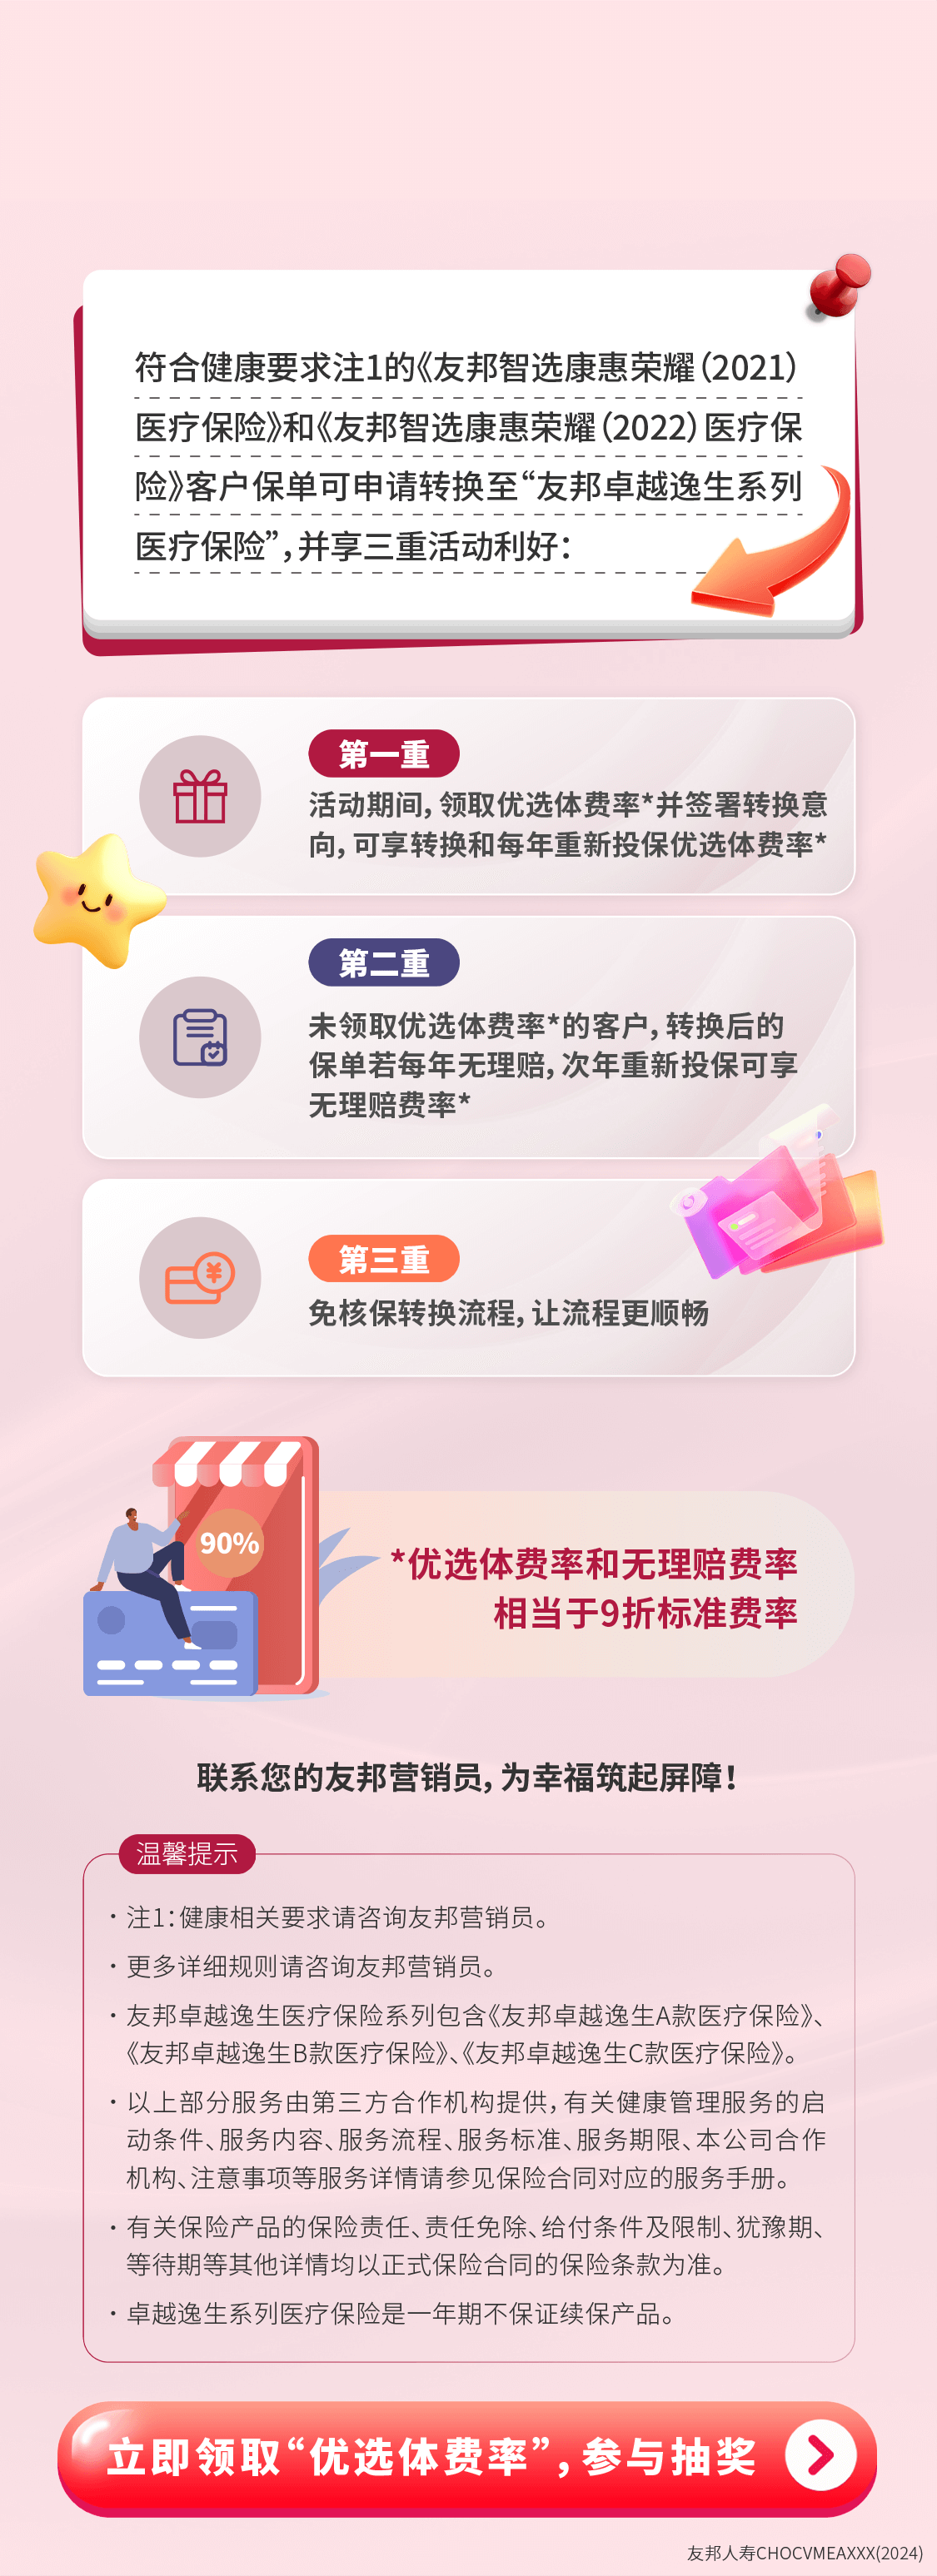 符合健康要求注1的《友邦智选康惠荣耀（2021）
医疗保险》和《友邦智选康惠荣耀（2022）医疗保
险》客户保单可申请转换至“友邦卓越逸生系列
医疗保险”，并享三重活动利好：
第一重
活动期间，领取优选体费率*并签署转换意
向，可享转换和每年重新投保优选体费率*
第二重
未领取优选体费率*的客户，转换后的
保单若每年无理赔，次年重新投保可享
无理赔费率*
第三重
免核保转换流程，让流程更顺畅
90%
*优选体费率和无理赔费率
相当于9折标准费率
联系您的友邦营销员，为幸福筑起屏障！
温馨提示
· 注1：健康相关要求请咨询友邦营销员。
· 更多详细规则请咨询友邦营销员。
· 友邦卓越逸生医疗保险系列包含《友邦卓越逸生A款医疗保险》、
《友邦卓越逸生B款医疗保险》、《友邦卓越逸生C款医疗保险》。
· 以上部分服务由第三方合作机构提供，有关健康管理服务的启
动条件、服务内容、服务流程、服务标准、服务期限、本公司合作
机构、注意事项等服务详情请参见保险合同对应的服务手册。
· 有关保险产品的保险责任、责任免除、给付条件及限制、犹豫期、
等待期等其他详情均以正式保险合同的保险条款为准。
· 卓越逸生系列医疗保险是一年期不保证续保产品。
立即领取“优选体费率”，参与抽奖
友邦人寿CHOCVMEAXXX(2024)